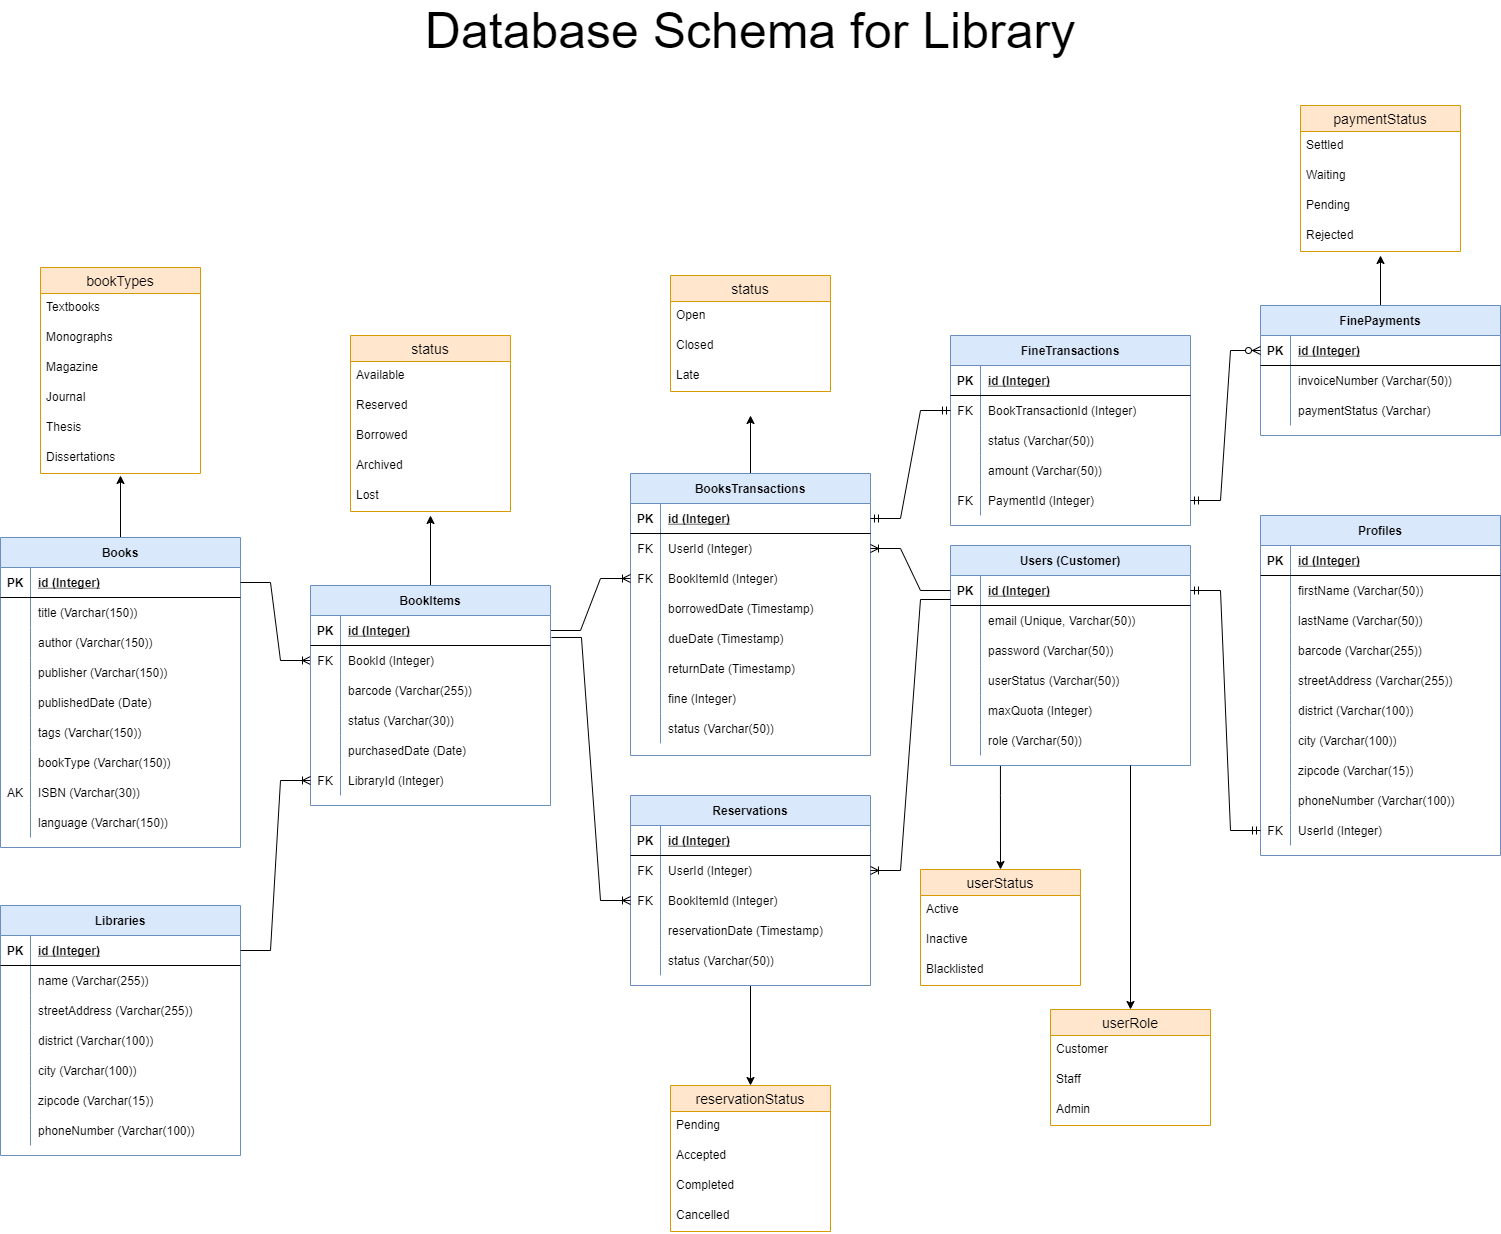 Database Schema for Library
paymentStatus
Settled
Waiting
Pending
Rejected
bookTypes
Textbooks
Monographs
Magazine
Journal
Thesis
Dissertations
status
Available
Reserved
Borrowed
Archived
Lost
status
Open
Closed
Late
FineTransactions
PK id (Integer)
FK BookTransactionId (Integer)
status (Varchar(50))
amount (Varchar(50))
FK PaymentId (Integer)
FinePayments
PK id (Integer)
invoiceNumber (Varchar(50))
paymentStatus (Varchar)
Books
PK id (Integer)
title (Varchar(150))
author (Varchar(150))
publisher (Varchar(150))
publishedDate (Date)
tags (Varchar(150))
bookType (Varchar(150))
AK ISBN (Varchar(30))
language (Varchar(150))
BookItems
PK id (Integer)
FK BookId (Integer)
barcode (Varchar(255))
status (Varchar(30))
purchasedDate (Date)
FK LibraryId (Integer)
BooksTransactions
PK id (Integer)
FK UserId (Integer)
FK BookItemId (Integer)
borrowedDate (Timestamp)
dueDate (Timestamp)
returnDate (Timestamp)
fine (Integer)
status (Varchar(50))
Users (Customer)
PK id (Integer)
email (Unique, Varchar(50))
password (Varchar(50))
userStatus (Varchar(50))
maxQuota (Integer)
role (Varchar(50))
Profiles
PK id (Integer)
firstName (Varchar(50))
lastName (Varchar(50))
barcode (Varchar(255))
streetAddress (Varchar(255))
district (Varchar(100))
city (Varchar(100))
zipcode (Varchar(15))
phoneNumber (Varchar(100))
FK UserId (Integer)
Libraries
PK id (Integer)
name (Varchar(255))
streetAddress (Varchar(255))
district (Varchar(100))
city (Varchar(100))
zipcode (Varchar(15))
phoneNumber (Varchar(100))
Reservations
PK id (Integer)
FK UserId (Integer)
FK BookItemId (Integer)
reservationDate (Timestamp)
status (Varchar(50))
userStatus
Active
Inactive
Blacklisted
userRole
Customer
Staff
Admin
reservationStatus
Pending
Accepted
Completed
Cancelled